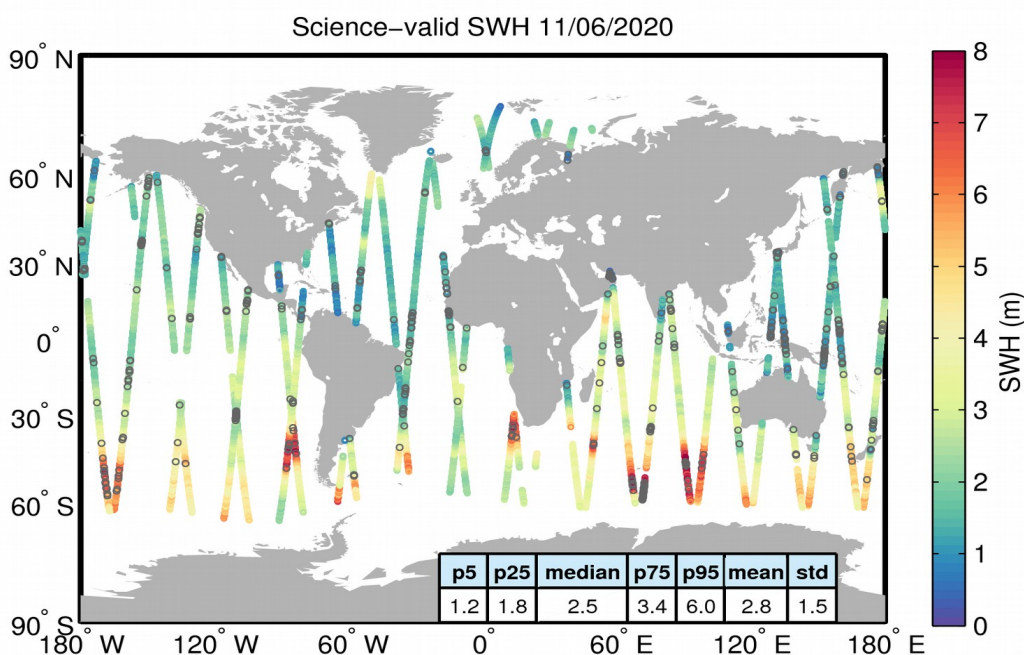 Science−valid SWH 11/06/2020
90° N
60° N
30° N
0°
30° S
60° S
90° S
180° W
120° W
60° W
0°
60° E
120° E
180° E
p5 p25 median p75 p95 mean std
1.2 1.8 2.5 3.4 6.0 2.8 1.5
8
7
6
5
4
3
2
1
0
SWH (m)